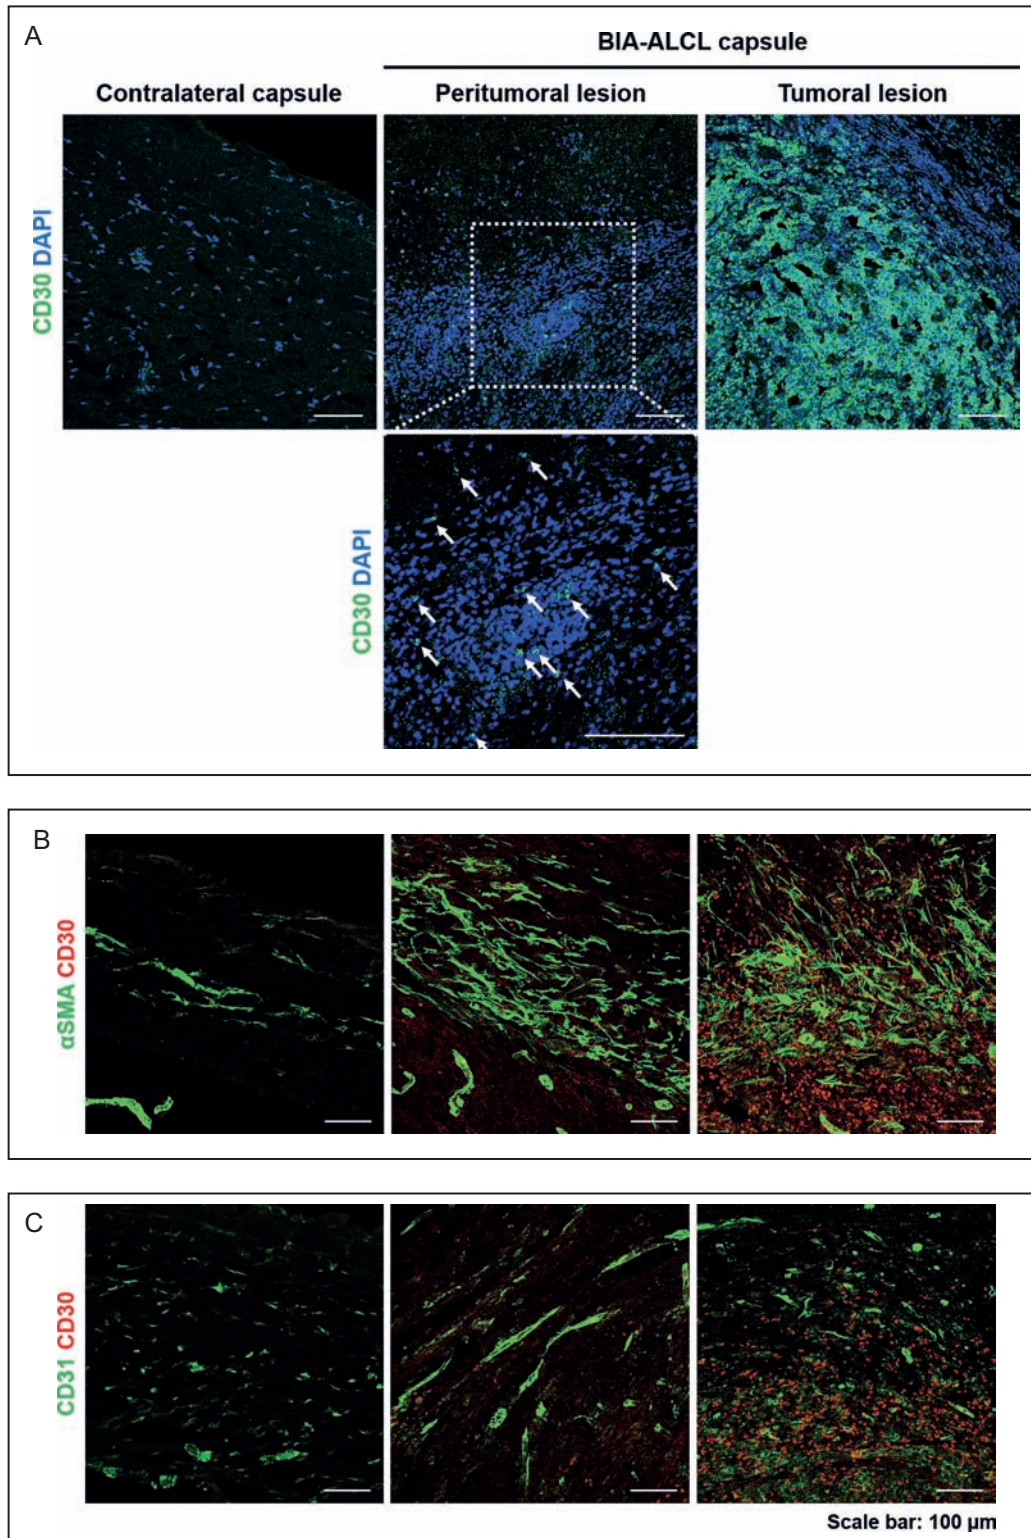 A
BIA-ALCL capsule
Contralateral capsule
Peritumoral lesion
Tumoral lesion
CD30 DAPI
CD30 DAPI
B
αSMA CD30
C
CD31 CD30
Scale bar: 100 µm